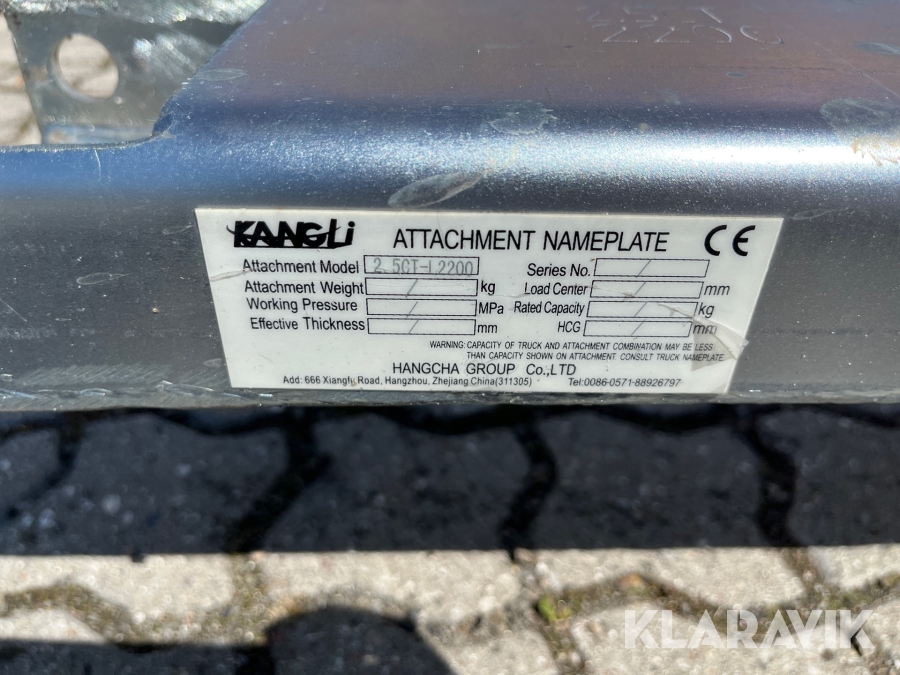 2200
KANGLi ATTACHMENT NAMEPLATE CE
Attachment Model 2.5CT-L2200 Series No. /
Attachment Weight / kg Load Center / mm
Working Pressure / MPa Rated Capacity / kg
Effective Thickness / mm HCG / mm
WARNING: CAPACITY OF TRUCK AND ATTACHMENT COMBINATION MAY BE LESS
THAN CAPACITY SHOWN ON ATTACHMENT CONSULT TRUCK NAMEPLATE.
HANGCHA GROUP Co.,LTD
Add: 666 Xiangfu Road, Hangzhou, Zhejiang China(311305) Tel:0086-0571-88926797
KLARAVIK